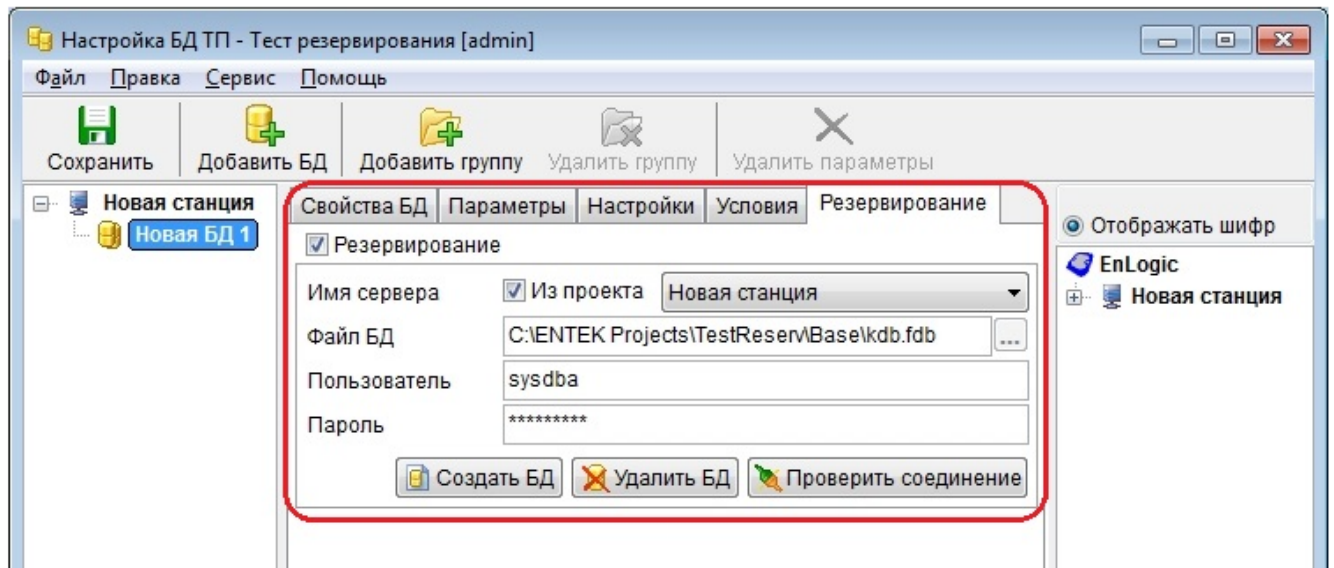 Настройка БД ТП - Тест резервирования [admin]
Файл Правка Сервис Помощь
Сохранить Добавить БД Добавить группу Удалить группу Удалить параметры
Новая станция
Новая БД 1
Свойства БД Параметры Настройки Условия Резервирование
Резервирование
Имя сервера Из проекта Новая станция
Файл БД C:\ENTEK Projects\TestReserv\Base\kdb.fdb ...
Пользователь sysdba
Пароль *********
Создать БД Удалить БД Проверить соединение
Отображать шифр
EnLogic
Новая станция